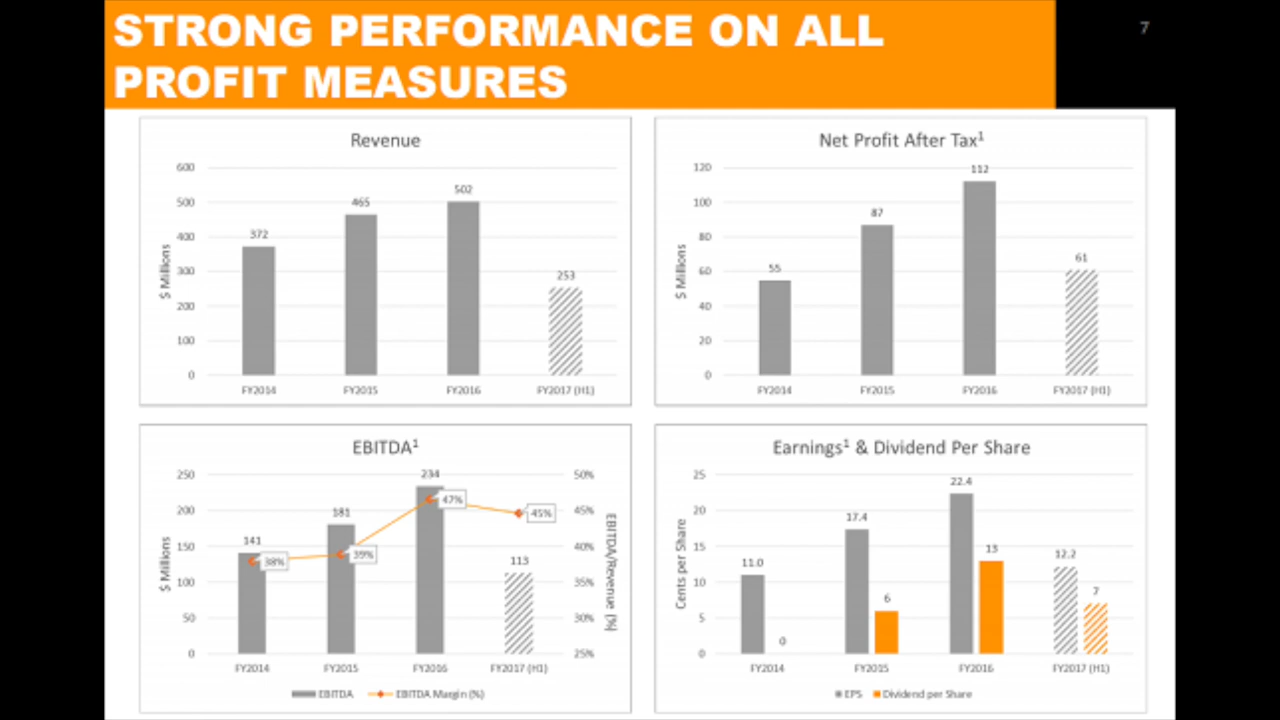 STRONG PERFORMANCE ON ALL
PROFIT MEASURES
7
Revenue
$ Millions
600
500
400
300
200
100
0
372
465
502
253
FY2014
FY2015
FY2016
FY2017 (H1)
Net Profit After Tax¹
$ Millions
120
100
80
60
40
20
0
55
87
112
61
FY2014
FY2015
FY2016
FY2017 (H1)
EBITDA¹
$ Millions
250
200
150
100
50
0
141
181
234
113
38%
39%
47%
45%
50%
45%
40%
35%
30%
25%
EBITDA/Revenue (%)
FY2014
FY2015
FY2016
FY2017 (H1)
EBITDA
EBITDA Margin (%)
Earnings¹ & Dividend Per Share
Cents per Share
25
20
15
10
5
0
11.0
0
17.4
6
22.4
13
12.2
7
FY2014
FY2015
FY2016
FY2017 (H1)
EPS
Dividend per Share